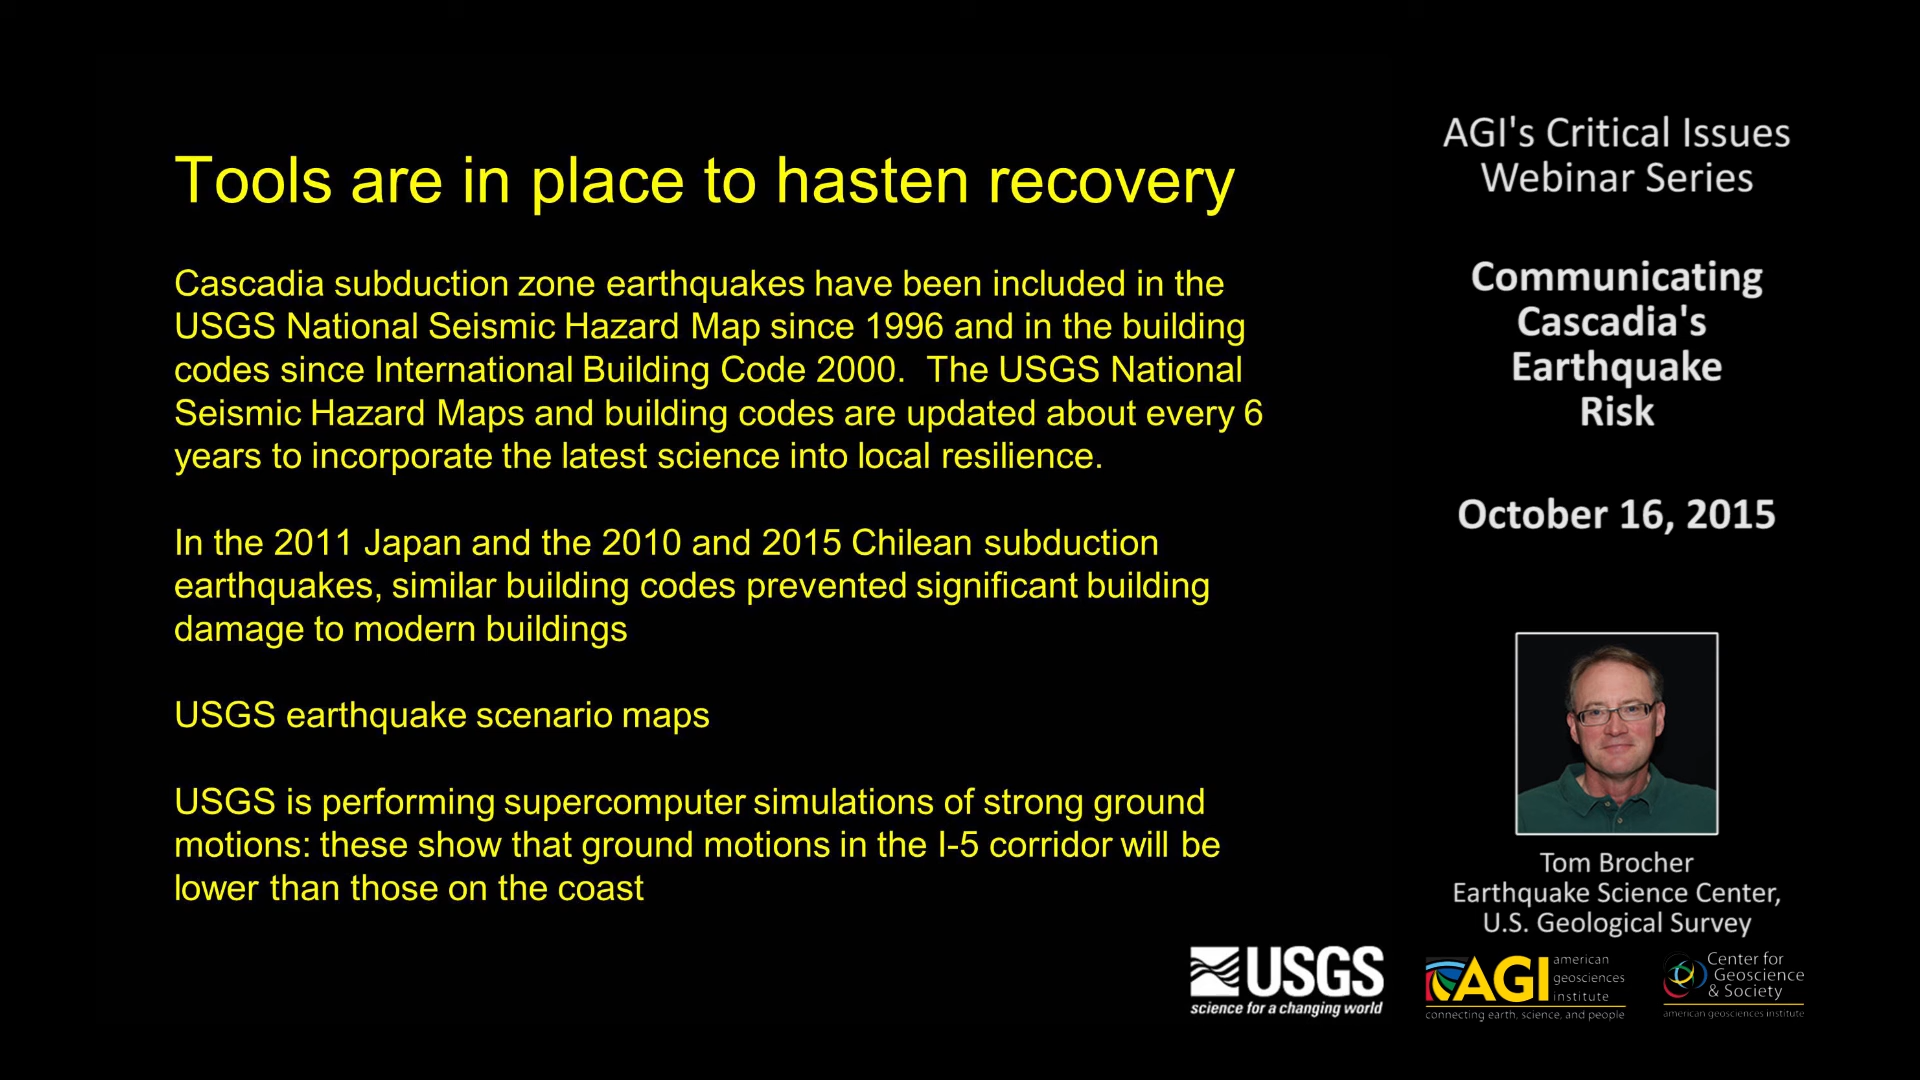 Tools are in place to hasten recovery
Cascadia subduction zone earthquakes have been included in the
USGS National Seismic Hazard Map since 1996 and in the building
codes since International Building Code 2000.  The USGS National
Seismic Hazard Maps and building codes are updated about every 6
years to incorporate the latest science into local resilience.
In the 2011 Japan and the 2010 and 2015 Chilean subduction
earthquakes, similar building codes prevented significant building
damage to modern buildings
USGS earthquake scenario maps
USGS is performing supercomputer simulations of strong ground
motions: these show that ground motions in the I-5 corridor will be
lower than those on the coast
AGI's Critical Issues
Webinar Series
Communicating
Cascadia's
Earthquake
Risk
October 16, 2015
Tom Brocher
Earthquake Science Center,
U.S. Geological Survey
USGS
science for a changing world
AGI
american
geosciences
institute
connecting earth, science, and people
Center for
Geoscience
& Society
american geosciences institute